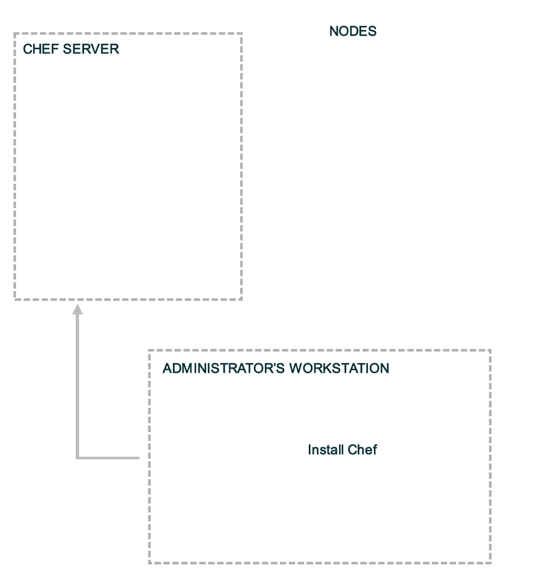 NODES
CHEF SERVER
ADMINISTRATOR'S WORKSTATION
Install Chef